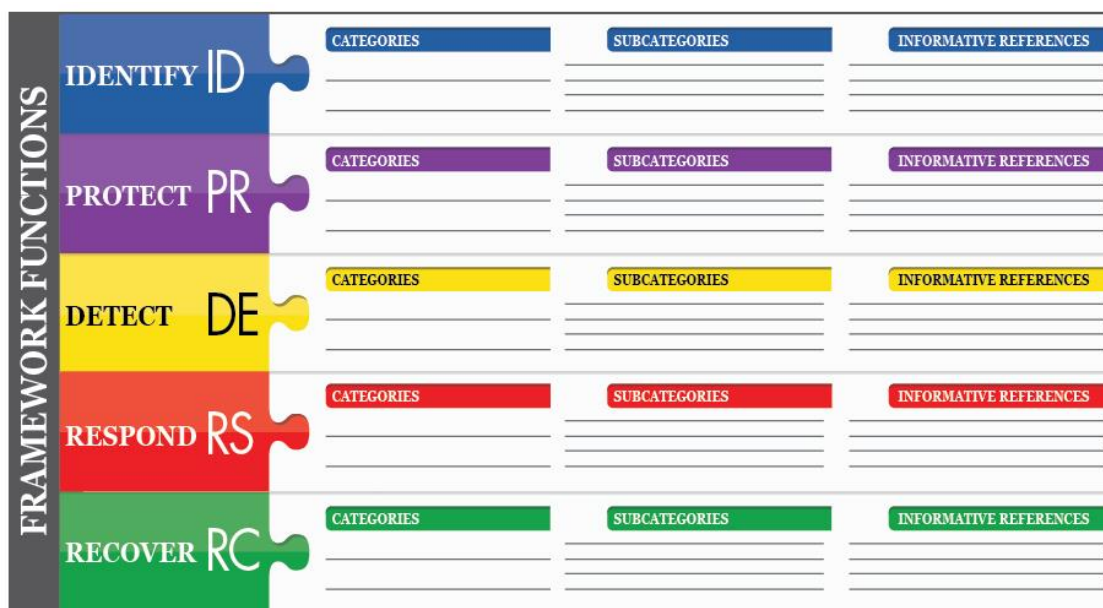 FRAMEWORK FUNCTIONS
IDENTIFY ID
CATEGORIES
SUBCATEGORIES
INFORMATIVE REFERENCES
PROTECT PR
CATEGORIES
SUBCATEGORIES
INFORMATIVE REFERENCES
DETECT DE
CATEGORIES
SUBCATEGORIES
INFORMATIVE REFERENCES
RESPOND RS
CATEGORIES
SUBCATEGORIES
INFORMATIVE REFERENCES
RECOVER RC
CATEGORIES
SUBCATEGORIES
INFORMATIVE REFERENCES